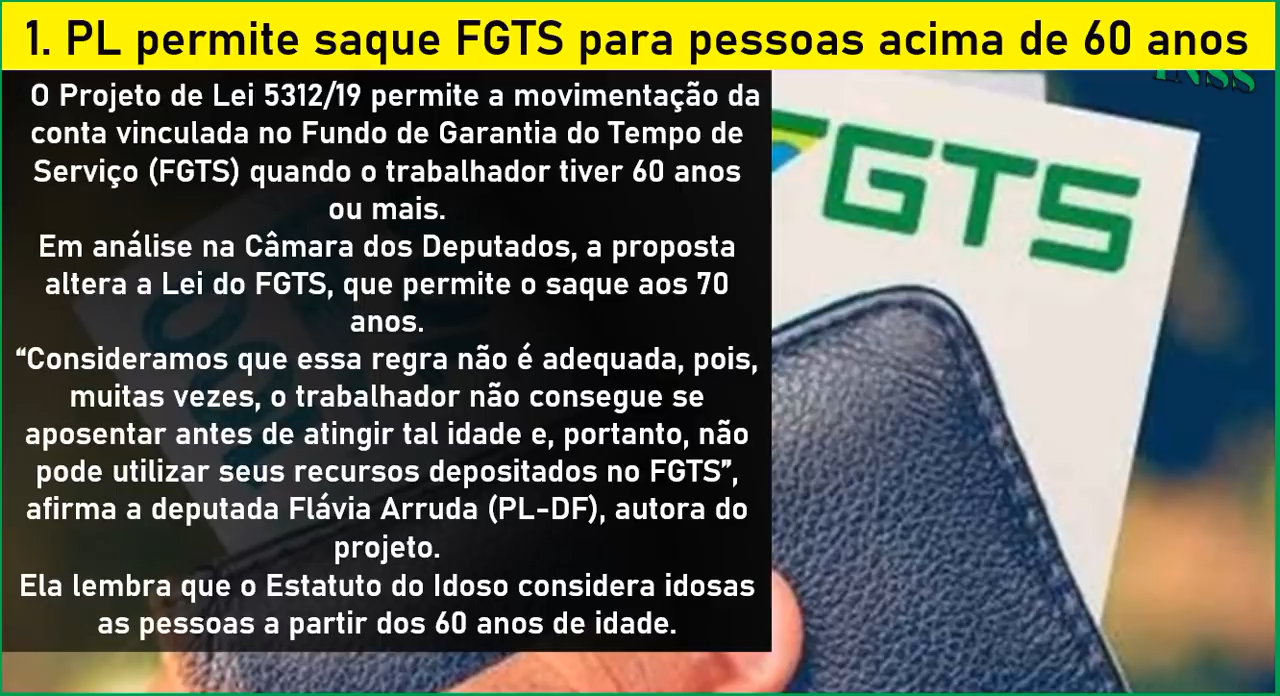 1. PL permite saque FGTS para pessoas acima de 60 anos
INSS
O Projeto de Lei 5312/19 permite a movimentação da
conta vinculada no Fundo de Garantia do Tempo de
Serviço (FGTS) quando o trabalhador tiver 60 anos
ou mais.
Em análise na Câmara dos Deputados, a proposta
altera a Lei do FGTS, que permite o saque aos 70
anos.
“Consideramos que essa regra não é adequada, pois,
muitas vezes, o trabalhador não consegue se
aposentar antes de atingir tal idade e, portanto, não
pode utilizar seus recursos depositados no FGTS”,
afirma a deputada Flávia Arruda (PL-DF), autora do
projeto.
Ela lembra que o Estatuto do Idoso considera idosas
as pessoas a partir dos 60 anos de idade.
FGTS